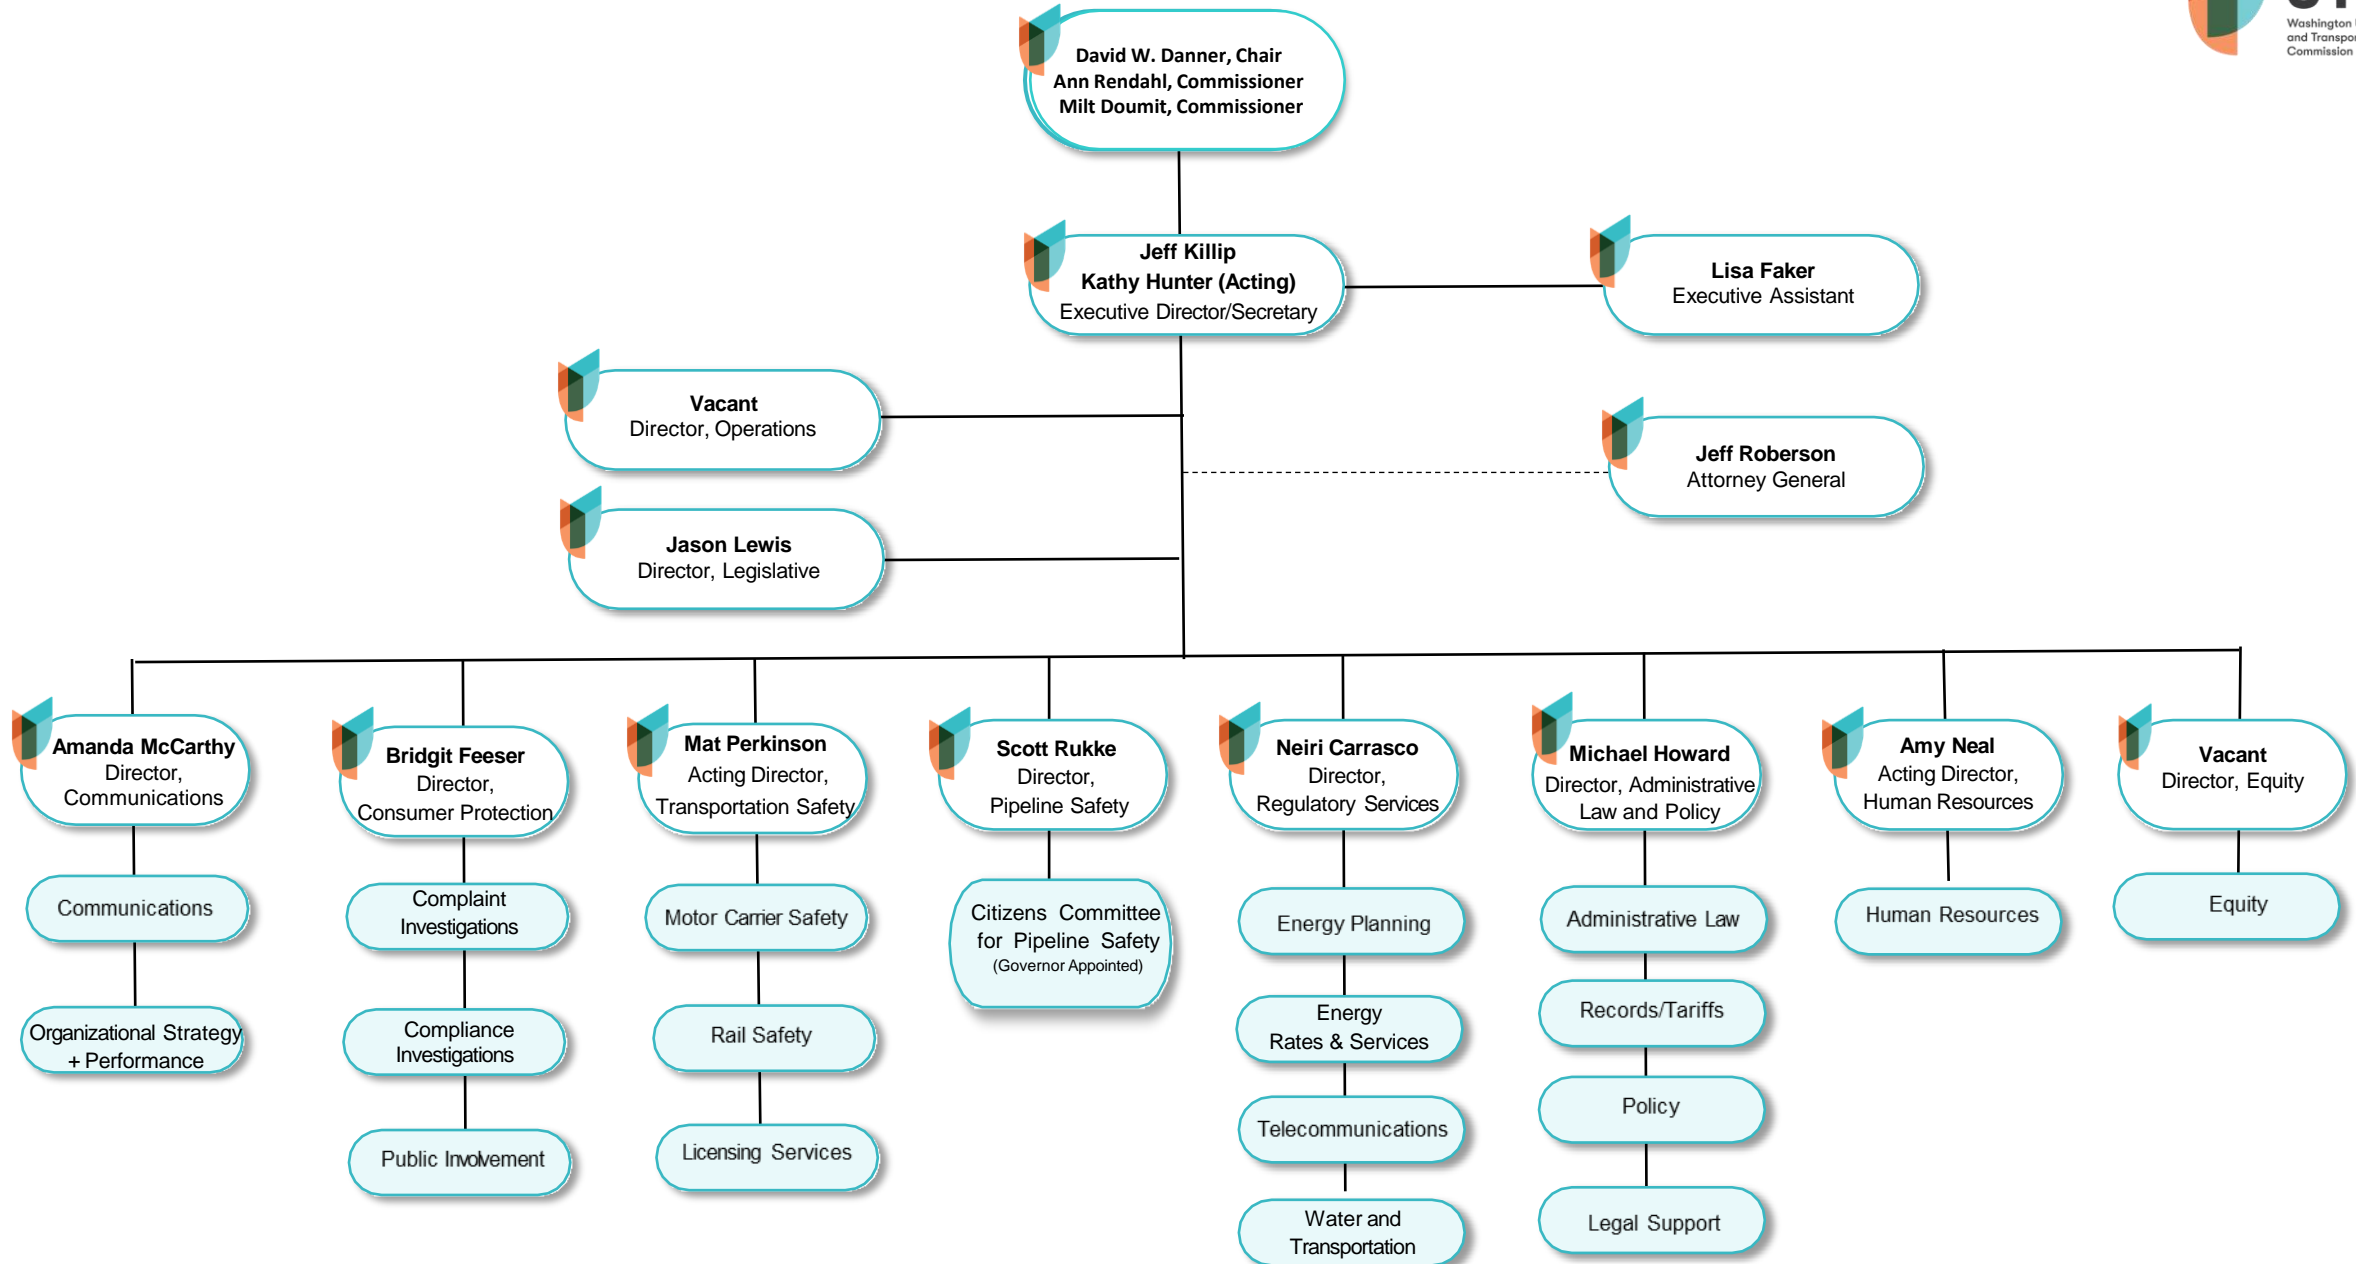 Washington
and Transpor
Commission
David W. Danner, Chair
Ann Rendahl, Commissioner
Milt Doumit, Commissioner
Jeff Killip
Kathy Hunter (Acting)
Executive Director/Secretary
Lisa Faker
Executive Assistant
Vacant
Director, Operations
Jeff Roberson
Attorney General
Jason Lewis
Director, Legislative
Amanda McCarthy
Director,
Communications
Bridgit Feeser
Director,
Consumer Protection
Mat Perkinson
Acting Director,
Transportation Safety
Scott Rukke
Director,
Pipeline Safety
Neiri Carrasco
Director,
Regulatory Services
Michael Howard
Director, Administrative
Law and Policy
Amy Neal
Acting Director,
Human Resources
Vacant
Director, Equity
Communications
Organizational Strategy
+ Performance
Complaint
Investigations
Compliance
Investigations
Public Involvement
Motor Carrier Safety
Rail Safety
Licensing Services
Citizens Committee
for Pipeline Safety
(Governor Appointed)
Energy Planning
Energy
Rates & Services
Telecommunications
Water and
Transportation
Administrative Law
Records/Tariffs
Policy
Legal Support
Human Resources
Equity